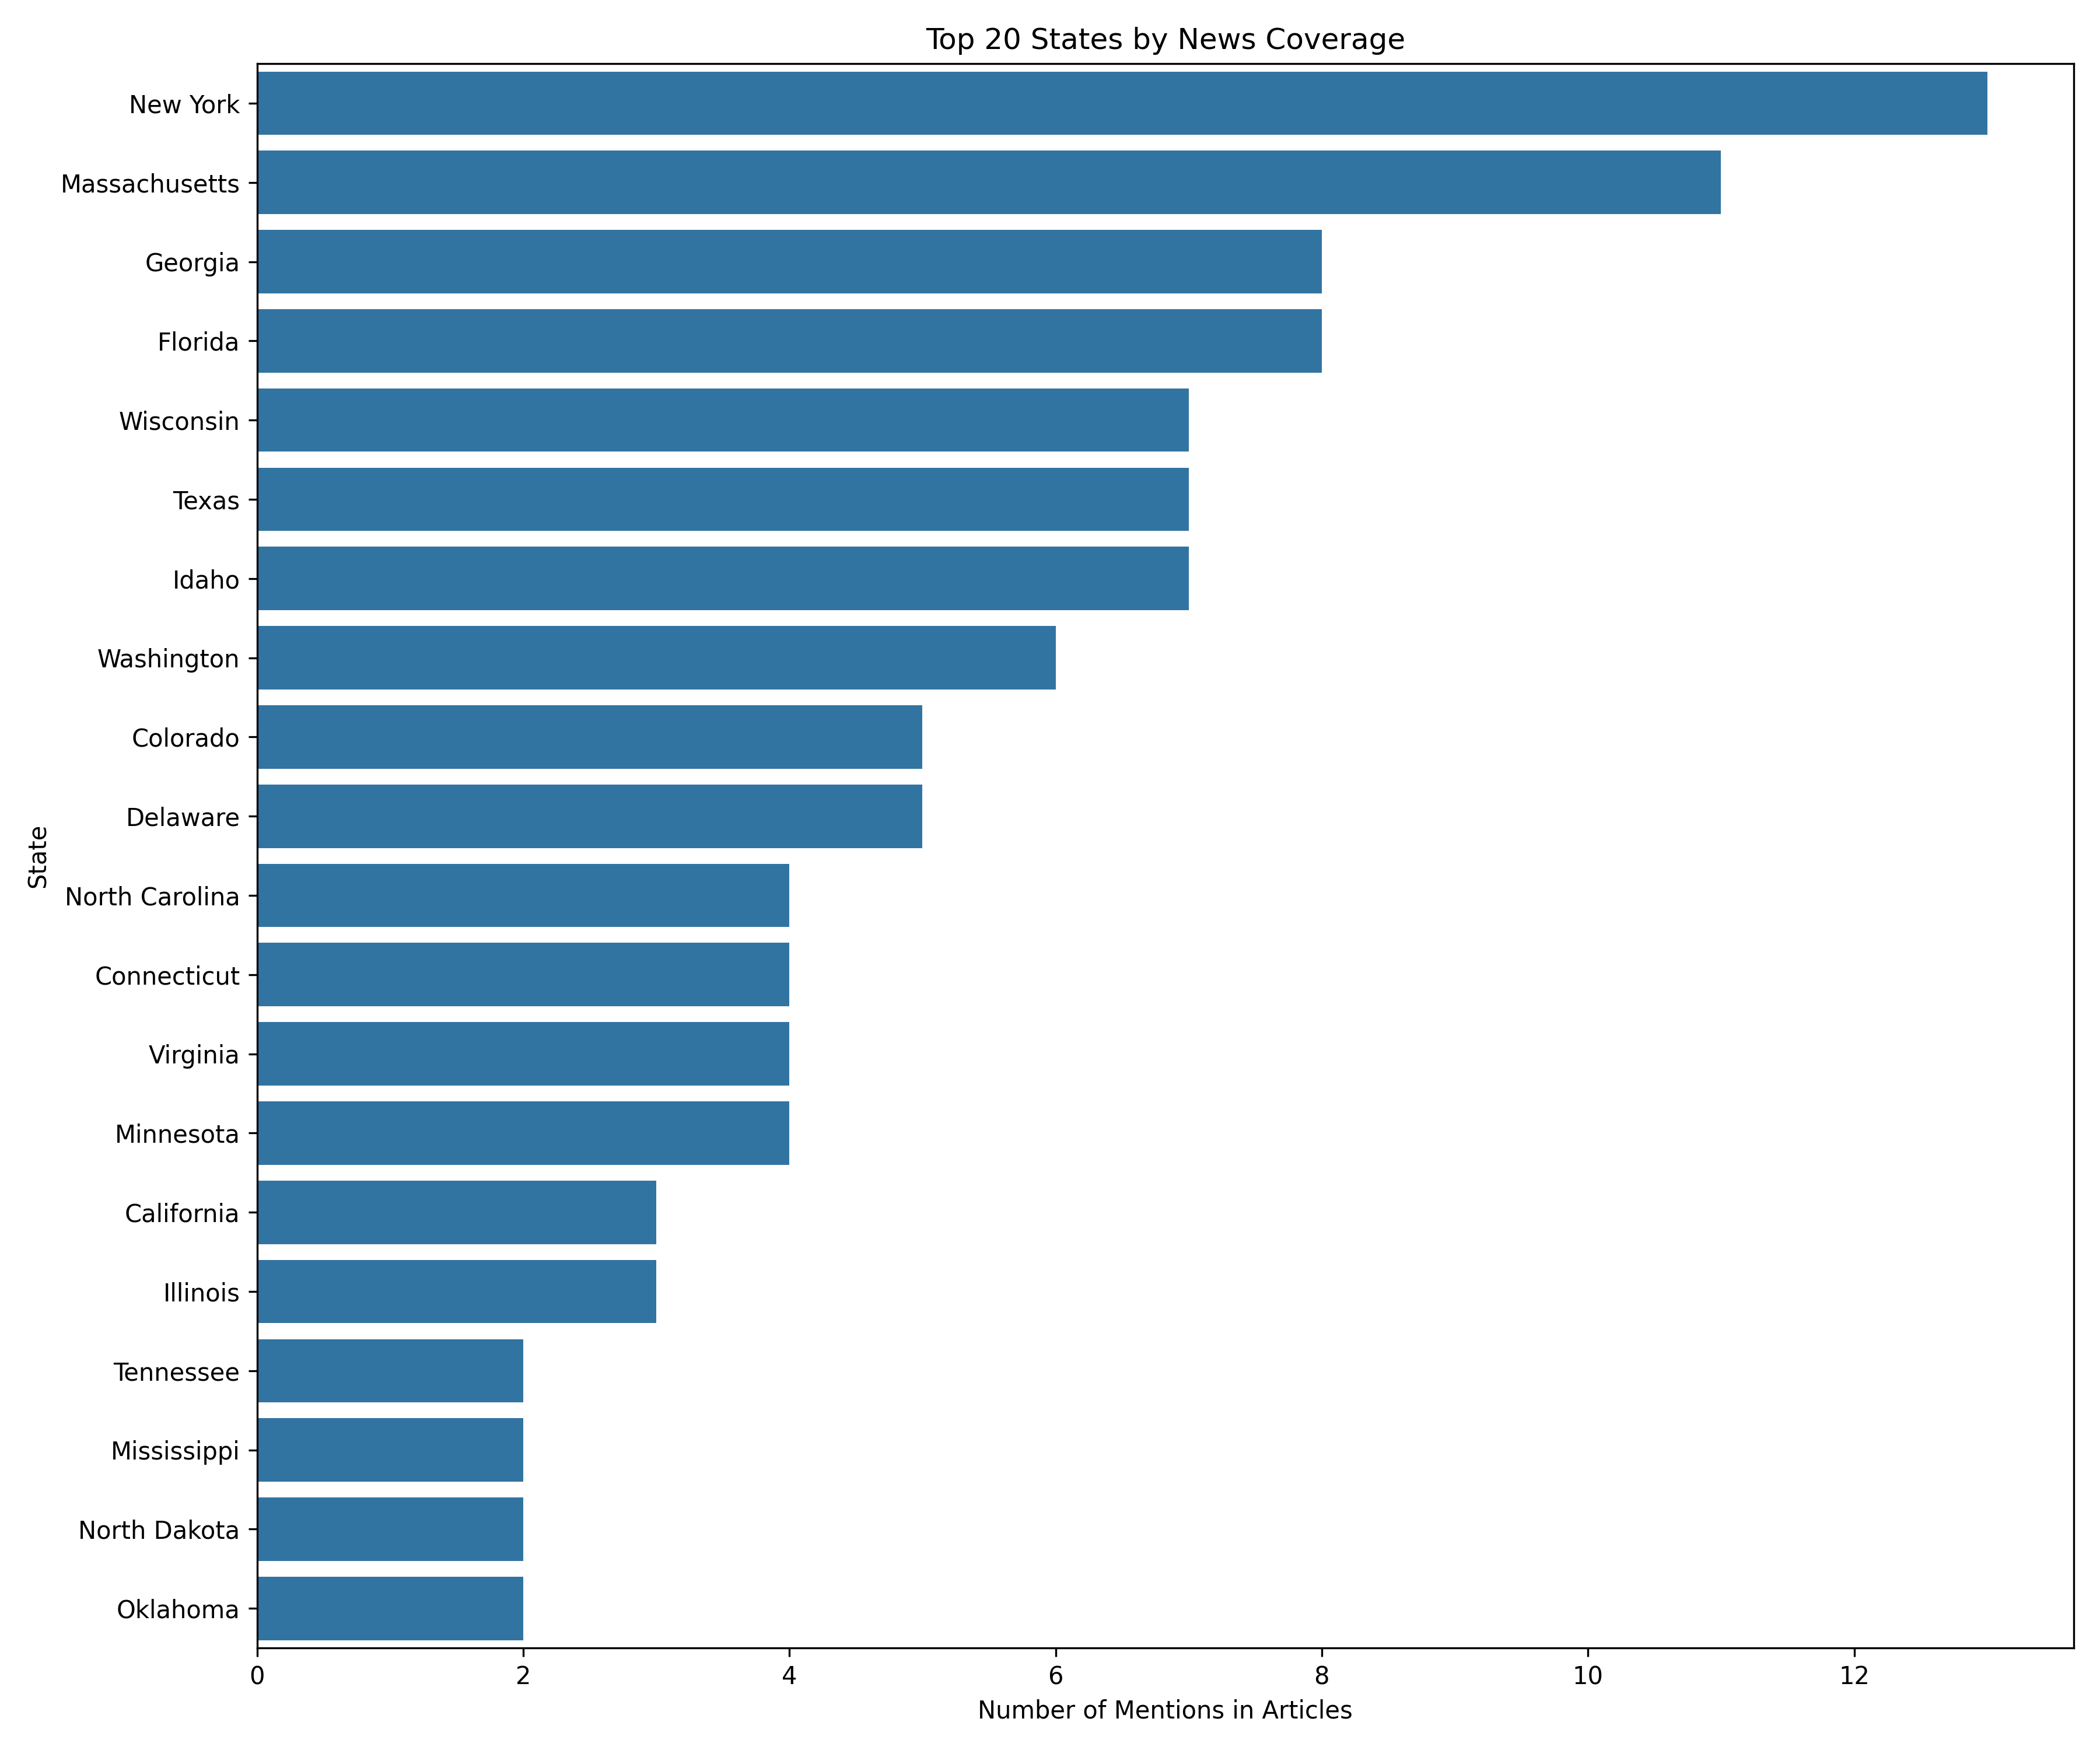 Top 20 States by News Coverage
New York
Massachusetts
Georgia
Florida
Wisconsin
Texas
Idaho
Washington
Colorado
Delaware
North Carolina
Connecticut
Virginia
Minnesota
California
Illinois
Tennessee
Mississippi
North Dakota
Oklahoma
State
0 2 4 6 8 10 12
Number of Mentions in Articles